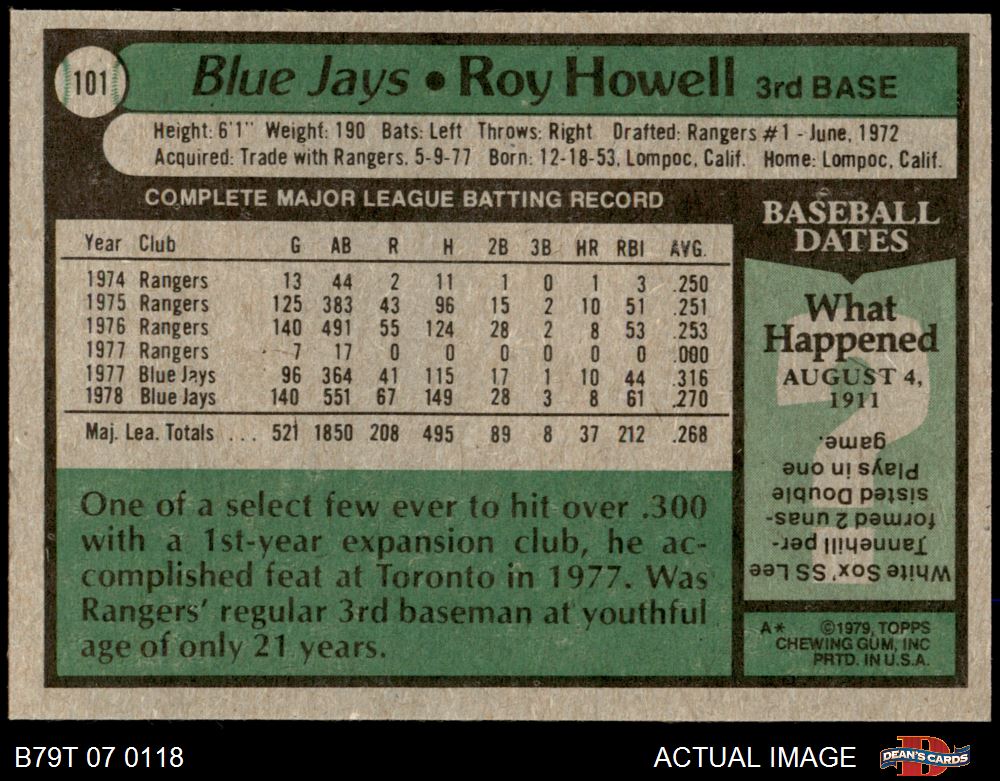 101
Blue Jays • Roy Howell 3rd BASE
Height: 6'1" Weight: 190 Bats: Left Throws: Right Drafted: Rangers #1 - June, 1972
Acquired: Trade with Rangers, 5-9-77 Born: 12-18-53, Lompoc, Calif. Home: Lompoc, Calif.
COMPLETE MAJOR LEAGUE BATTING RECORD
Year Club G AB R H 2B 3B HR RBI AVG.
1974 Rangers 13 44 2 11 1 0 1 3 .250
1975 Rangers 125 383 43 96 15 2 10 51 .251
1976 Rangers 140 491 55 124 28 2 8 53 .253
1977 Rangers 7 17 0 0 0 0 0 0 .000
1977 Blue Jays 96 364 41 115 17 1 10 44 .316
1978 Blue Jays 140 551 67 149 28 3 8 61 .270
Maj. Lea. Totals ... 521 1850 208 495 89 8 37 212 .268
One of a select few ever to hit over .300
with a 1st-year expansion club, he ac-
complished feat at Toronto in 1977. Was
Rangers' regular 3rd baseman at youthful
age of only 21 years.
BASEBALL
DATES
What
Happened
AUGUST 4,
1911
White Sox' SS Lee
Tannehill per-
formed 2 unas-
sisted Double
Plays in one
game.
A* ©1979, TOPPS
CHEWING GUM, INC
PRTD. IN U.S.A.
B79T 07 0118
ACTUAL IMAGE
D
DEAN'S CARDS